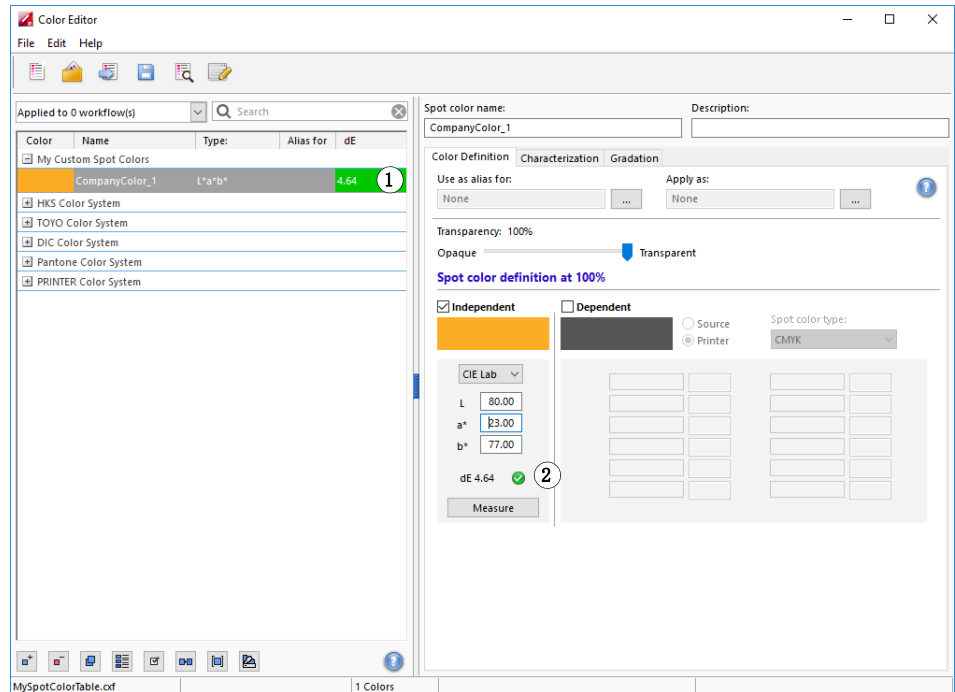 Color Editor
File Edit Help
Applied to 0 workflow(s) Search
Color Name Type: Alias for dE
My Custom Spot Colors
CompanyColor_1 L*a*b* 4.64 1
HKS Color System
TOYO Color System
DIC Color System
Pantone Color System
PRINTER Color System
Spot color name: Description:
CompanyColor_1
Color Definition Characterization Gradation
Use as alias for: Apply as:
None ... None ...
Transparency: 100%
Opaque Transparent
Spot color definition at 100%
Independent Dependent
Source
Printer
Spot color type:
CMYK
CIE Lab
L 80.00
a* 23.00
b* 77.00
dE 4.64 2
Measure
MySpotColorTable.cxf 1 Colors